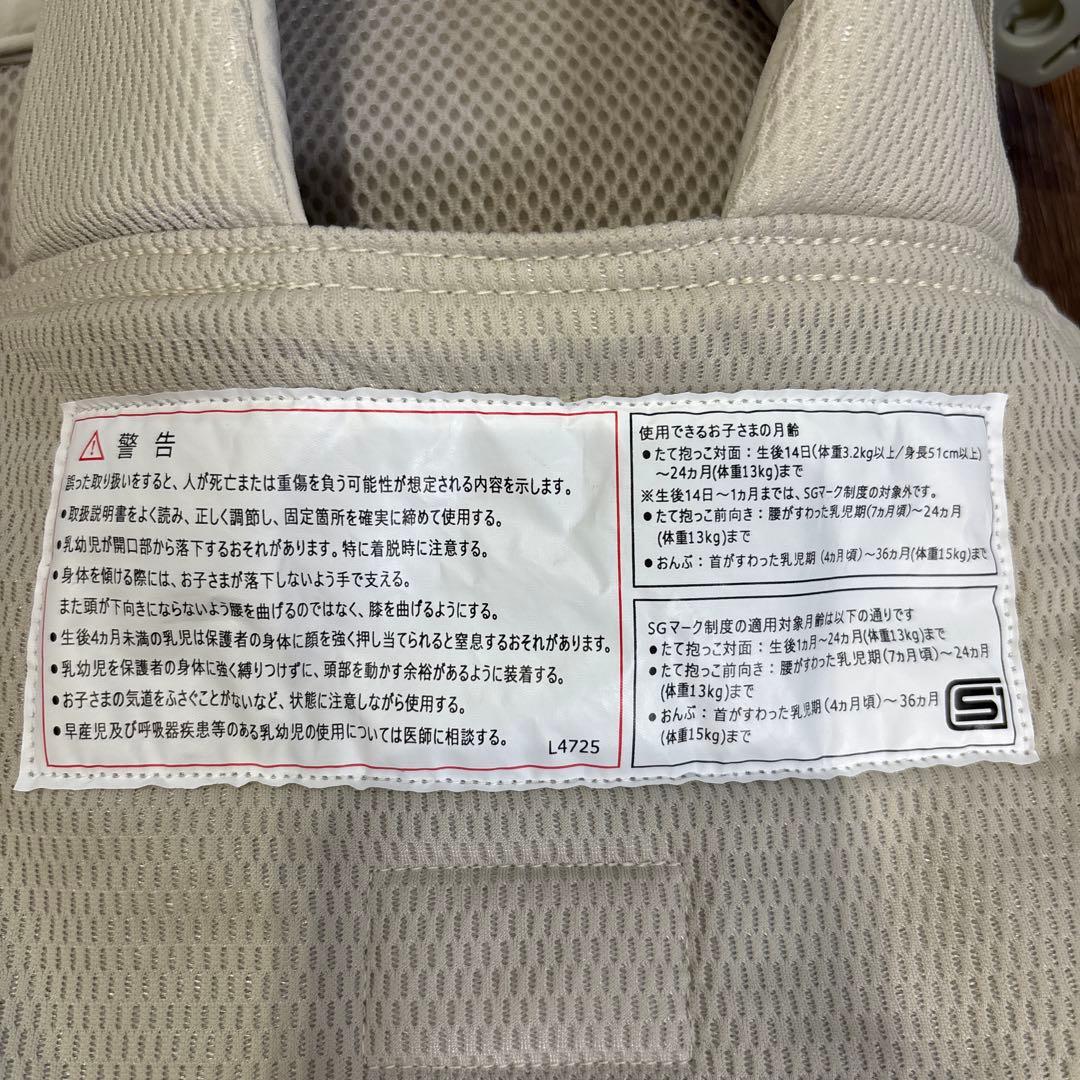 警告
誤った取り扱いをすると、人が死亡または重傷を負う可能性が想定される内容を示します。
●取扱説明書をよく読み、正しく調節し、固定箇所を確実に締めて使用する。
●乳幼児が開口部から落下するおそれがあります。特に着脱時に注意する。
●身体を傾ける際には、お子さまが落下しないよう手で支える。
また頭が下向きにならないよう腰を曲げるのではなく、膝を曲げるようにする。
●生後4ヵ月未満の乳児は保護者の身体に顔を強く押し当てられると窒息するおそれがあります。
●乳幼児を保護者の身体に強く縛りつけずに、頭部を動かす余裕があるように装着する。
●お子さまの気道をふさぐことがないなど、状態に注意しながら使用する。
●早産児及び呼吸器疾患等のある乳幼児の使用については医師に相談する。
L4725
使用できるお子さまの月齢
●たて抱っこ対面：生後14日(体重3.2kg以上/身長51cm以上)
～24ヵ月(体重13kg)まで
※生後14日～1ヵ月までは、SGマーク制度の対象外です。
●たて抱っこ前向き：腰がすわった乳児期(7ヵ月頃)～24ヵ月
(体重13kg)まで
●おんぶ：首がすわった乳児期(4ヵ月頃)～36ヵ月(体重15kg)まで
SGマーク制度の適用対象月齢は以下の通りです
●たて抱っこ対面：生後1ヵ月～24ヵ月(体重13kg)まで
●たて抱っこ前向き：腰がすわった乳児期(7ヵ月頃)～24ヵ月
(体重13kg)まで
●おんぶ：首がすわった乳児期(4ヵ月頃)～36ヵ月
(体重15kg)まで